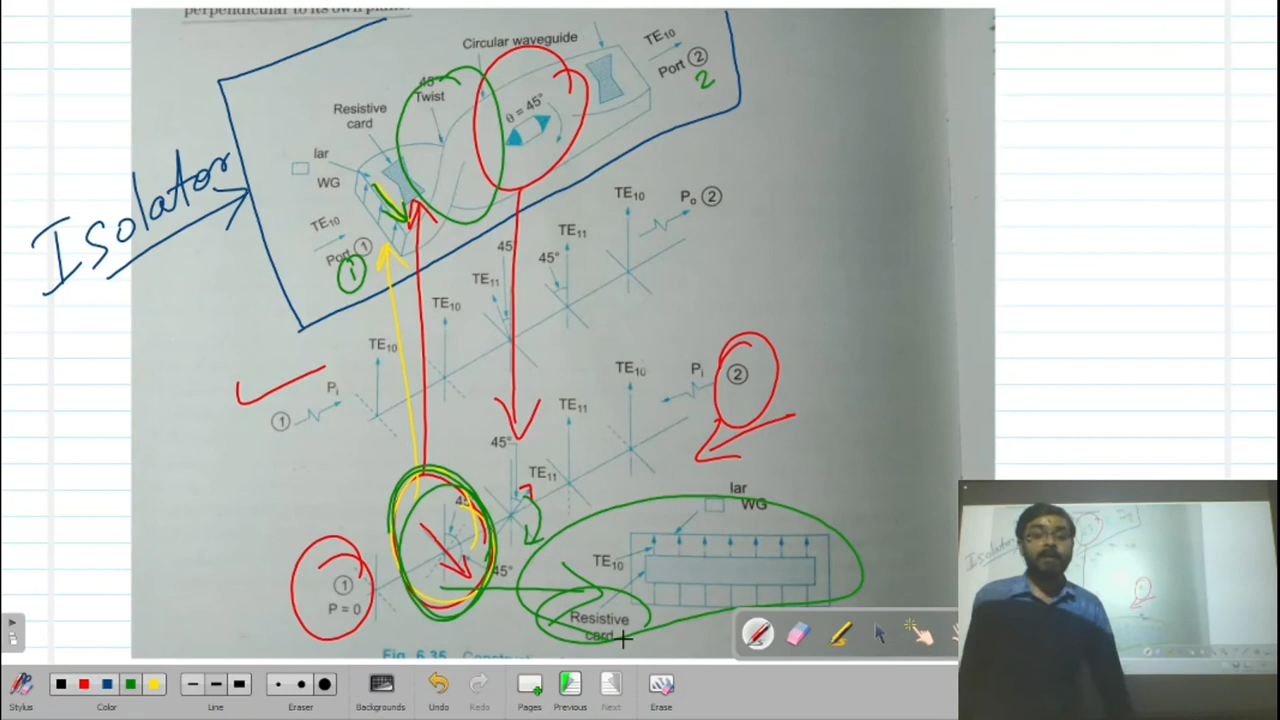 perpendicular to its own plane.
Circular waveguide
TE10
Port ②
2
45°
Twist
Resistive
card
θ = 45°
lar
WG
TE10
Port ①
1
Isolator
TE10
P₀ ②
TE11
45°
45
TE11
TE10
TE10
Pi
①
TE10
Pi ②
TE11
45°
TE11
45
45°
①
P = 0
lar
WG
TE10
Resistive
card
Fig. 6.35
Isolator
Stylus
Color
Line
Eraser
Backgrounds
Undo
Redo
Pages
Previous
Next
Erase